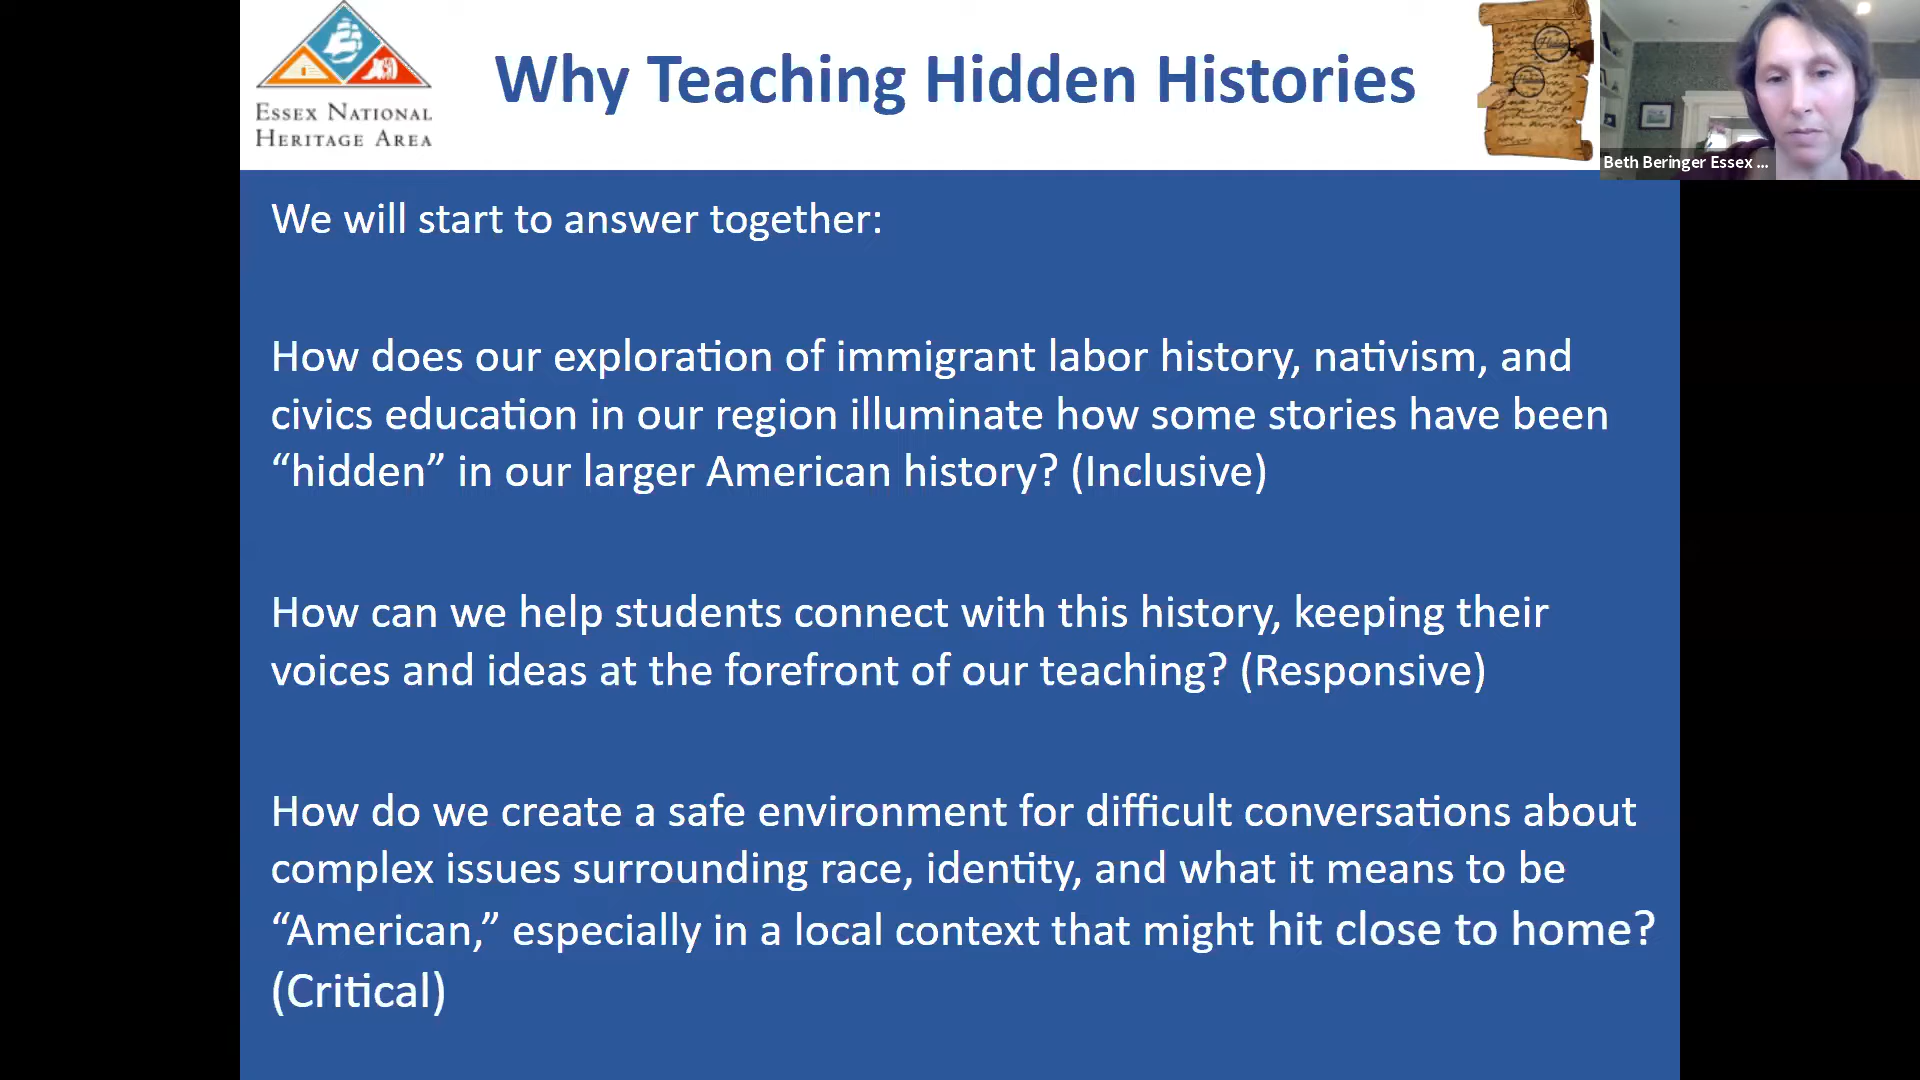 Essex National
Heritage Area
Why Teaching Hidden Histories
Beth Beringer Essex ...
We will start to answer together:
How does our exploration of immigrant labor history, nativism, and
civics education in our region illuminate how some stories have been
“hidden” in our larger American history? (Inclusive)
How can we help students connect with this history, keeping their
voices and ideas at the forefront of our teaching? (Responsive)
How do we create a safe environment for difficult conversations about
complex issues surrounding race, identity, and what it means to be
“American,” especially in a local context that might hit close to home?
(Critical)